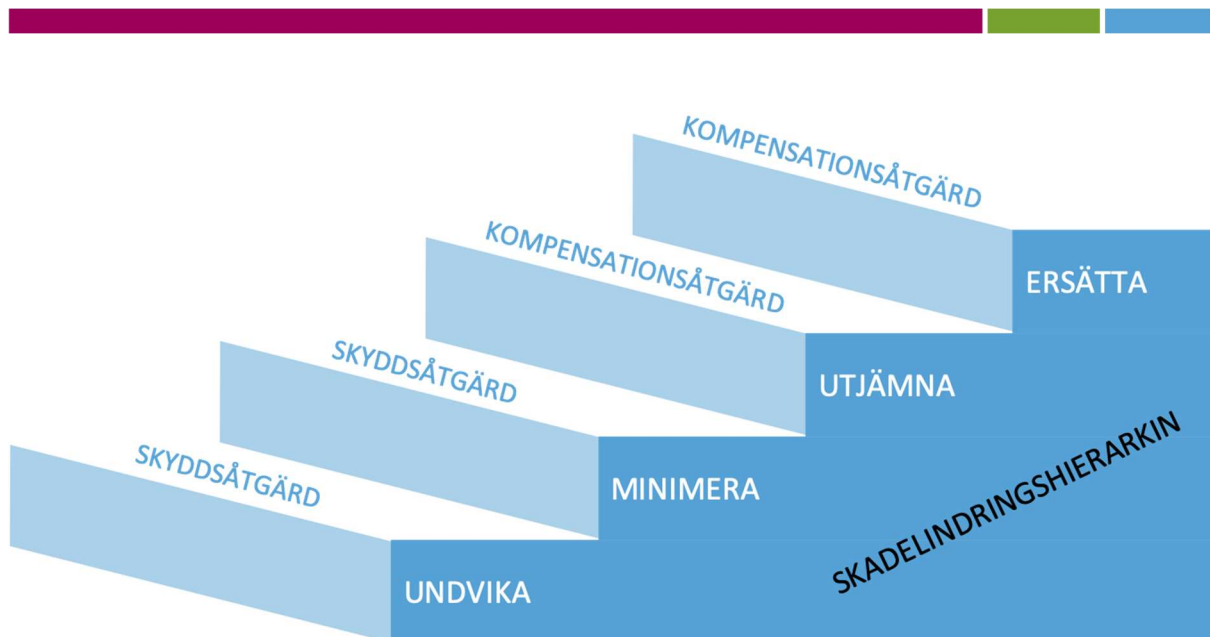 KOMPENSATIONSÅTGÄRD
ERSÄTTA
KOMPENSATIONSÅTGÄRD
UTJÄMNA
SKYDDSÅTGÄRD
MINIMERA
SKYDDSÅTGÄRD
UNDVIKA
SKADELINDRINGSHIERARKIN